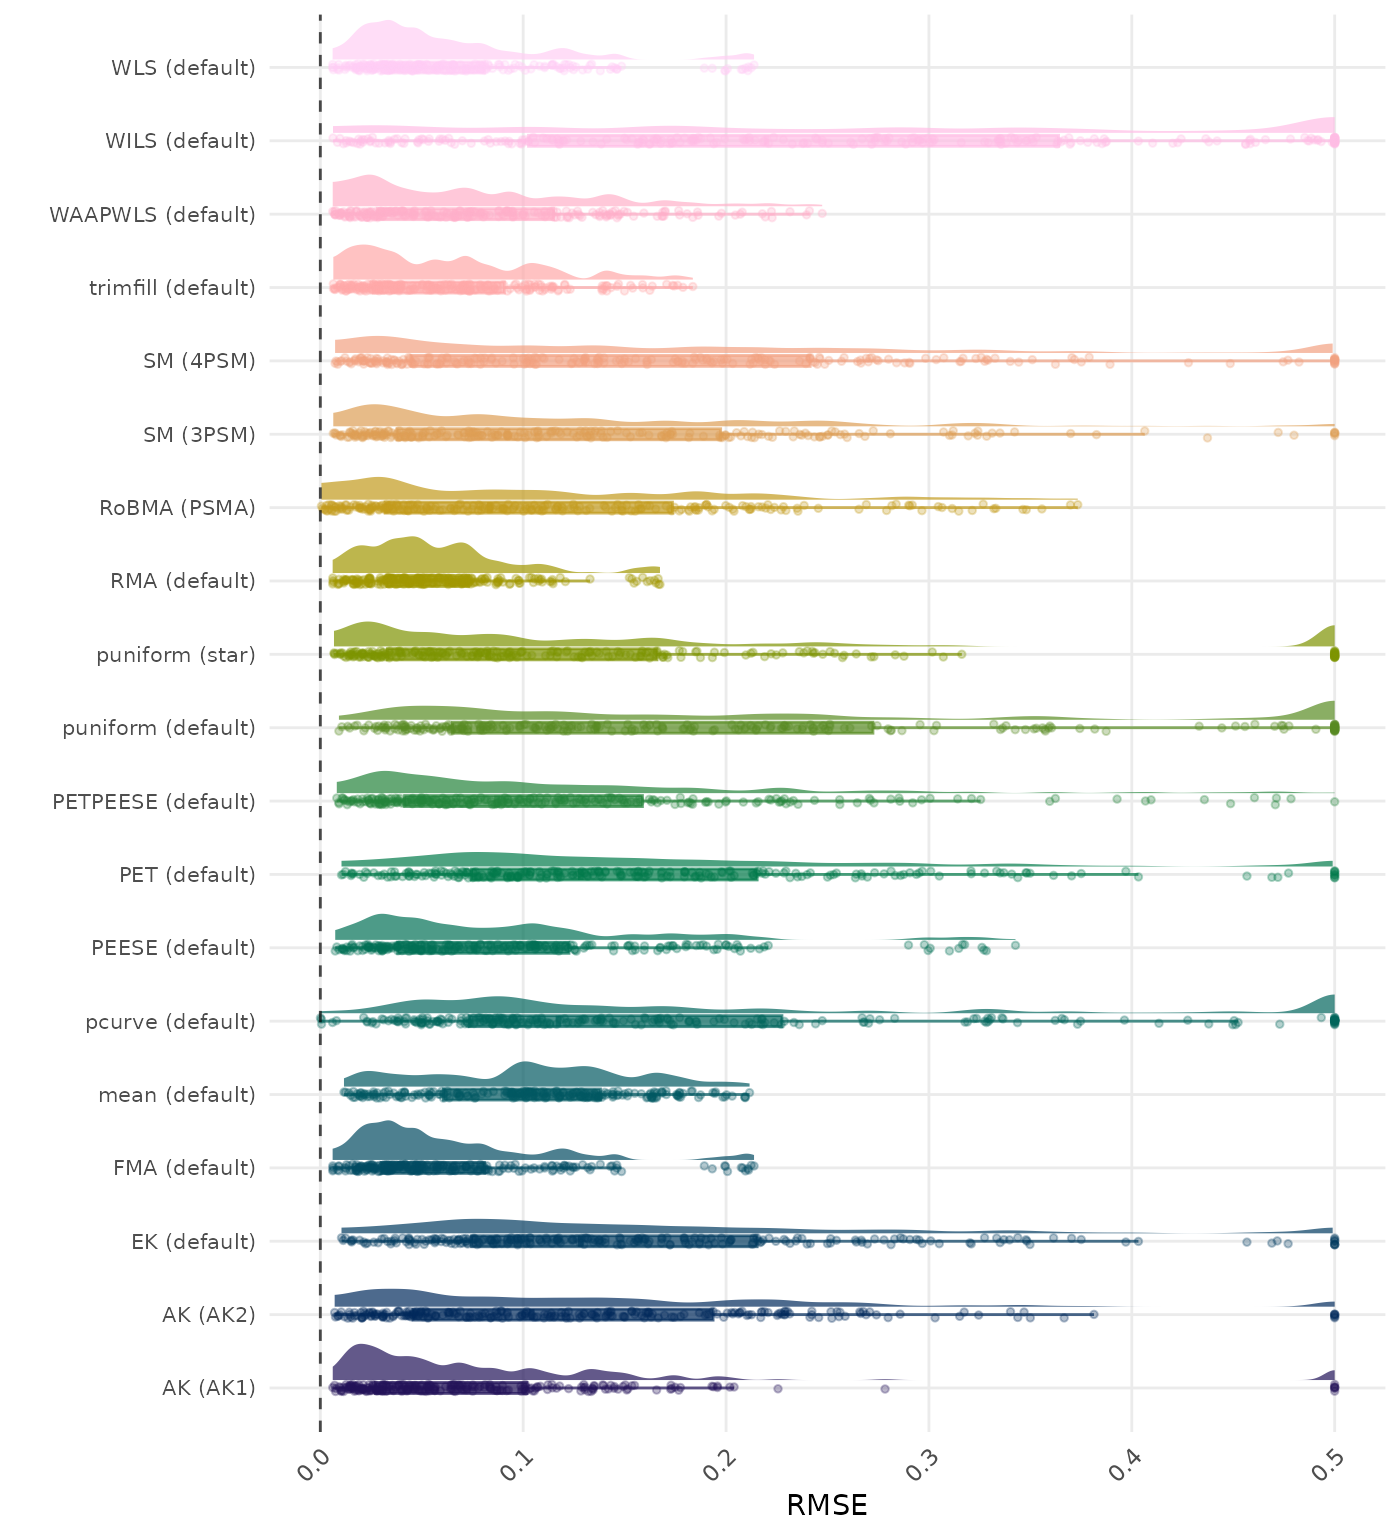 WLS (default)
WILS (default)
WAAPWLS (default)
trimfill (default)
SM (4PSM)
SM (3PSM)
RoBMA (PSMA)
RMA (default)
puniform (star)
puniform (default)
PETPEESE (default)
PET (default)
PEESE (default)
pcurve (default)
mean (default)
FMA (default)
EK (default)
AK (AK2)
AK (AK1)
0.0 0.1 0.2 0.3 0.4 0.5
RMSE